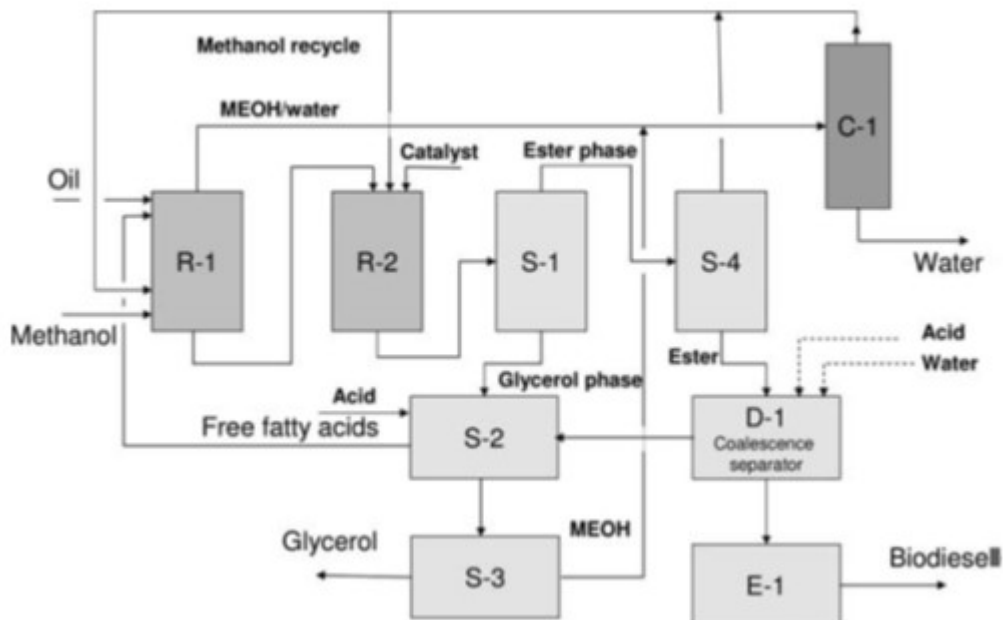 Methanol recycle
MEOH/water
C-1
Catalyst
Ester phase
Oil
R-1
R-2
S-1
S-4
Water
Methanol
Acid
Ester
Water
Glycerol phase
Acid
D-1
Free fatty acids
S-2
Coalescence
separator
MEOH
Glycerol
S-3
E-1
Biodiesell